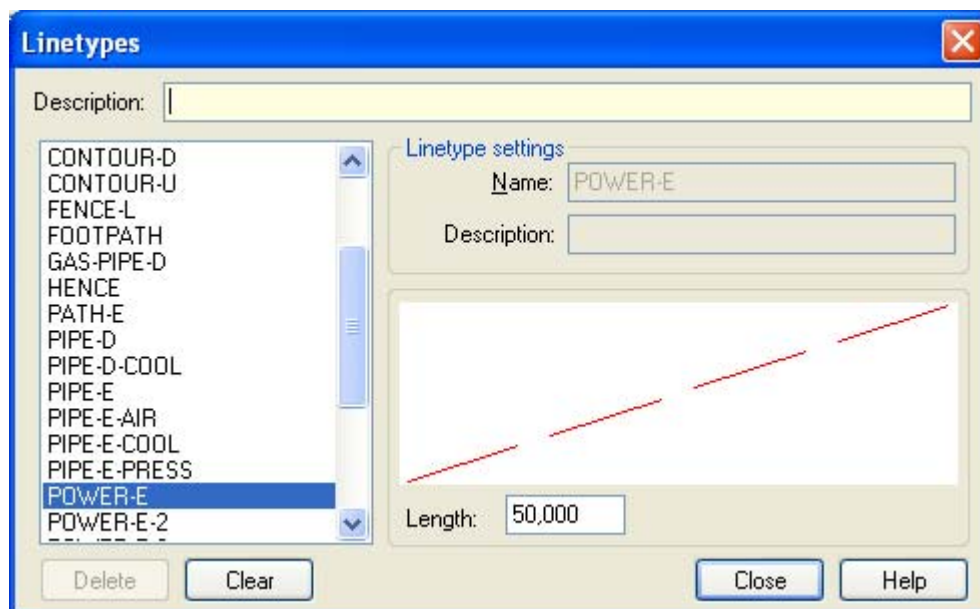 Linetypes
Description:
CONTOUR-D
CONTOUR-U
FENCE-L
FOOTPATH
GAS-PIPE-D
HENCE
PATH-E
PIPE-D
PIPE-D-COOL
PIPE-E
PIPE-E-AIR
PIPE-E-COOL
PIPE-E-PRESS
POWER-E
POWER-E-2
Linetype settings
Name: POWER-E
Description:
Length: 50,000
Delete Clear Close Help